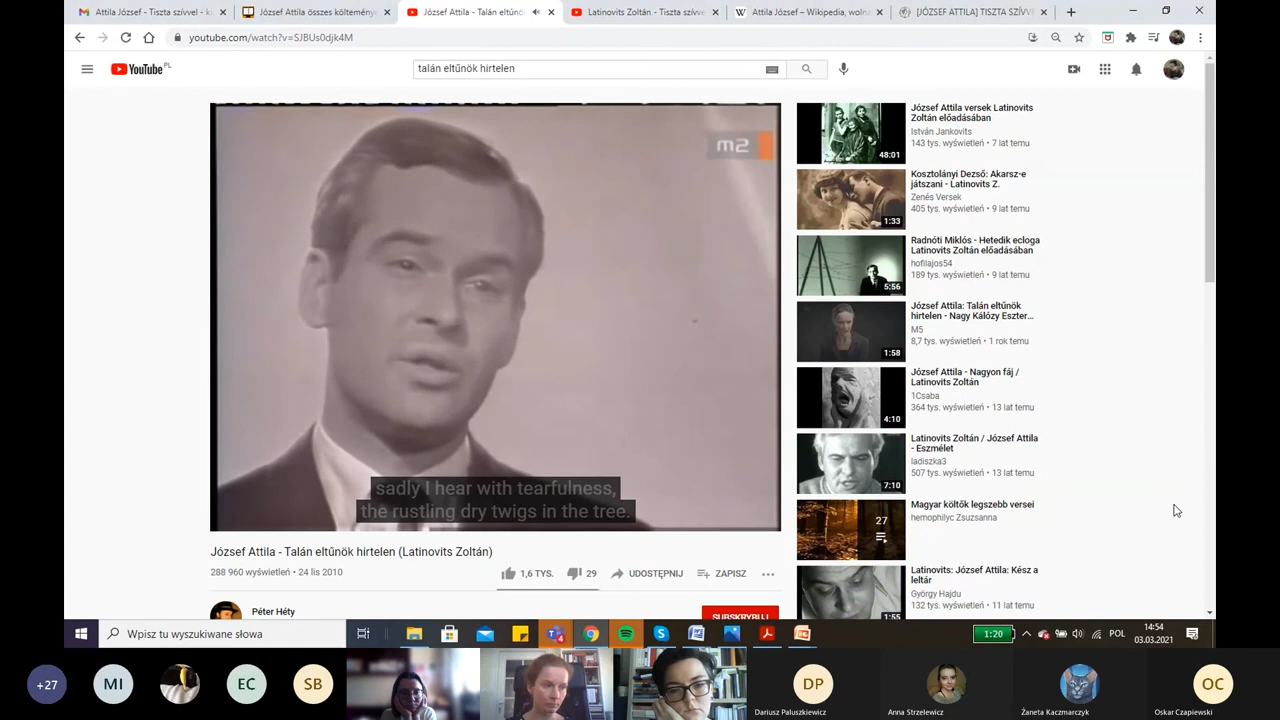 Attila József - Tiszta szívvel - k
József Attila összes költeménye
József Attila - Talán eltűnö
Latinovits Zoltán - Tiszta szívve
Attila József – Wikipedia, wolna
[JÓZSEF ATTILA] TISZTA SZÍVV
youtube.com/watch?v=SJBUs0djk4M
YouTube PL
talán eltűnök hirtelen
m2
sadly I hear with tearfulness,
the rustling dry twigs in the tree.
József Attila - Talán eltűnök hirtelen (Latinovits Zoltán)
288 960 wyświetleń • 24 lis 2010
1,6 TYS.
29
UDOSTĘPNIJ
ZAPISZ
Péter Héty
SUBSKRYBUJ
József Attila versek Latinovits
Zoltán előadásában
István Jankovits
143 tys. wyświetleń • 7 lat temu
48:01
Kosztolányi Dezső: Akarsz-e
játszani - Latinovits Z.
Zenés Versek
405 tys. wyświetleń • 9 lat temu
1:33
Radnóti Miklós - Hetedik ecloga
Latinovits Zoltán előadásában
hofilajos54
189 tys. wyświetleń • 9 lat temu
5:56
József Attila: Talán eltűnök
hirtelen - Nagy Kálózy Eszter...
M5
8,7 tys. wyświetleń • 1 rok temu
1:58
József Attila - Nagyon fáj /
Latinovits Zoltán
1Csaba
364 tys. wyświetleń • 13 lat temu
4:10
Latinovits Zoltán / József Attila
- Eszmélet
ladiszka3
507 tys. wyświetleń • 13 lat temu
7:10
Magyar költők legszebb versei
hemophilyc Zsuzsanna
27
Latinovits: József Attila: Kész a
leltár
György Hajdu
132 tys. wyświetleń • 11 lat temu
1:55
Wpisz tu wyszukiwane słowa
1:20
POL
14:54
03.03.2021
+27
MI
EC
SB
DP
OC
Dariusz Paluszkiewicz
Anna Strzelewicz
Żaneta Kaczmarczyk
Oskar Czapiewski